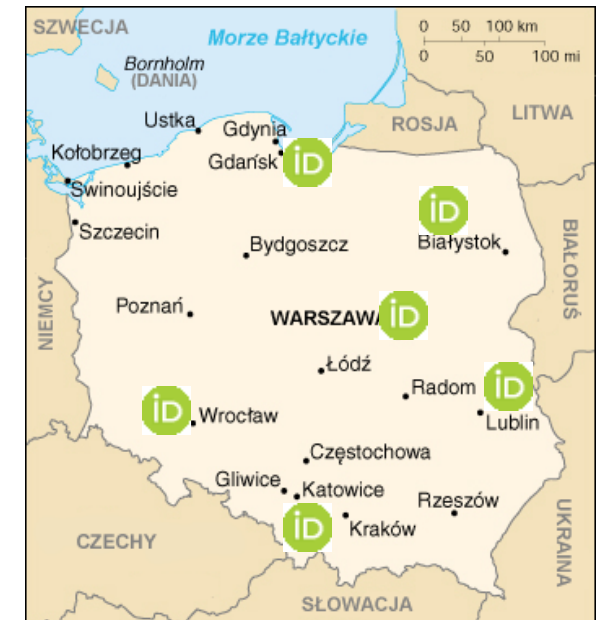 SZWECJA
Morze Bałtyckie
0 50 100 km
0 50 100 mi
Bornholm
(DANIA)
LITWA
Ustka
Gdynia
ROSJA
Kołobrzeg
Gdańsk
iD
Swinoujście
iD
Szczecin
Bydgoszcz
Białystok
BIAŁORUŚ
NIEMCY
Poznań
WARSZAWA
iD
Łódź
Radom
iD
iD
Wrocław
Lublin
Częstochowa
Gliwice
Katowice
Rzeszów
iD
Kraków
UKRAINA
CZECHY
SŁOWACJA